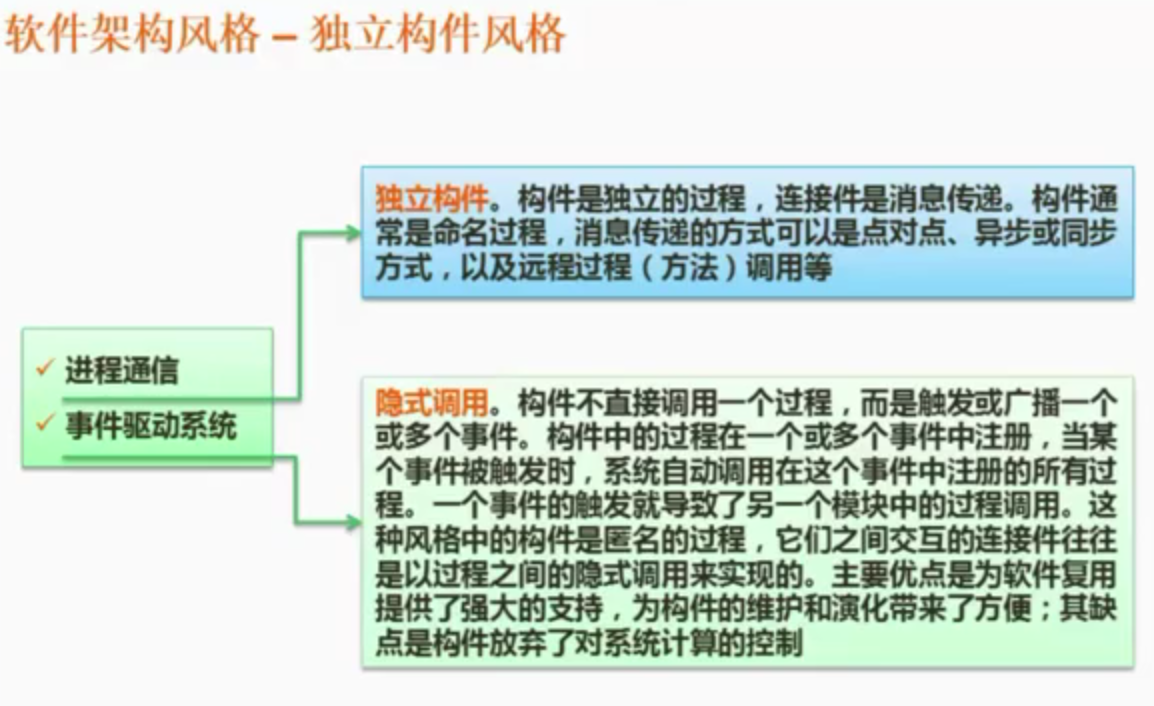 软件架构风格 – 独立构件风格
独立构件。构件是独立的过程，连接件是消息传递。构件通
常是命名过程，消息传递的方式可以是点对点、异步或同步
方式，以及远程过程（方法）调用等
✓ 进程通信
✓ 事件驱动系统
隐式调用。构件不直接调用一个过程，而是触发或广播一个
或多个事件。构件中的过程在一个或多个事件中注册，当某
个事件被触发时，系统自动调用在这个事件中注册的所有过
程。一个事件的触发就导致了另一个模块中的过程调用。这
种风格中的构件是匿名的过程，它们之间交互的连接件往往
是以过程之间的隐式调用来实现的。主要优点是为软件复用
提供了强大的支持，为构件的维护和演化带来了方便；其缺
点是构件放弃了对系统计算的控制